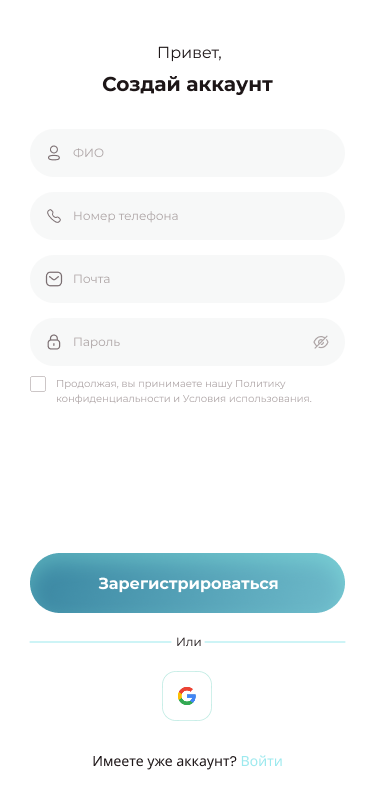 Привет,
Создай аккаунт
ФИО
Номер телефона
Почта
Пароль
Продолжая, вы принимаете нашу Политику
конфиденциальности и Условия использования.
Зарегистрироваться
Или
Имеете уже аккаунт? Войти